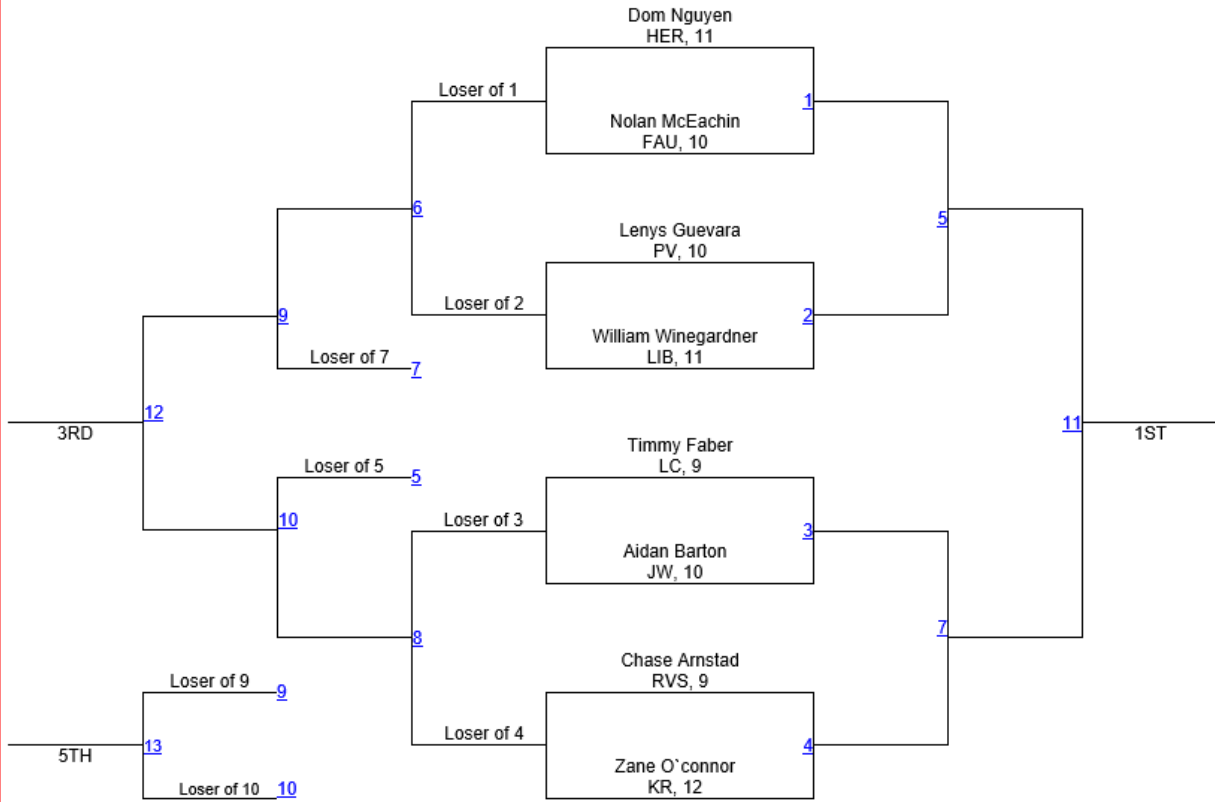 Dom Nguyen
HER, 11
Loser of 1
1
Nolan McEachin
FAU, 10
6
5
Lenys Guevara
PV, 10
Loser of 2
2
9
William Winegardner
LIB, 11
Loser of 7
7
12
3RD
11
1ST
Timmy Faber
LC, 9
Loser of 5
5
10
Loser of 3
3
Aidan Barton
JW, 10
8
7
Chase Arnstad
RVS, 9
Loser of 9
9
Loser of 4
4
13
5TH
Zane O`connor
KR, 12
Loser of 10
10